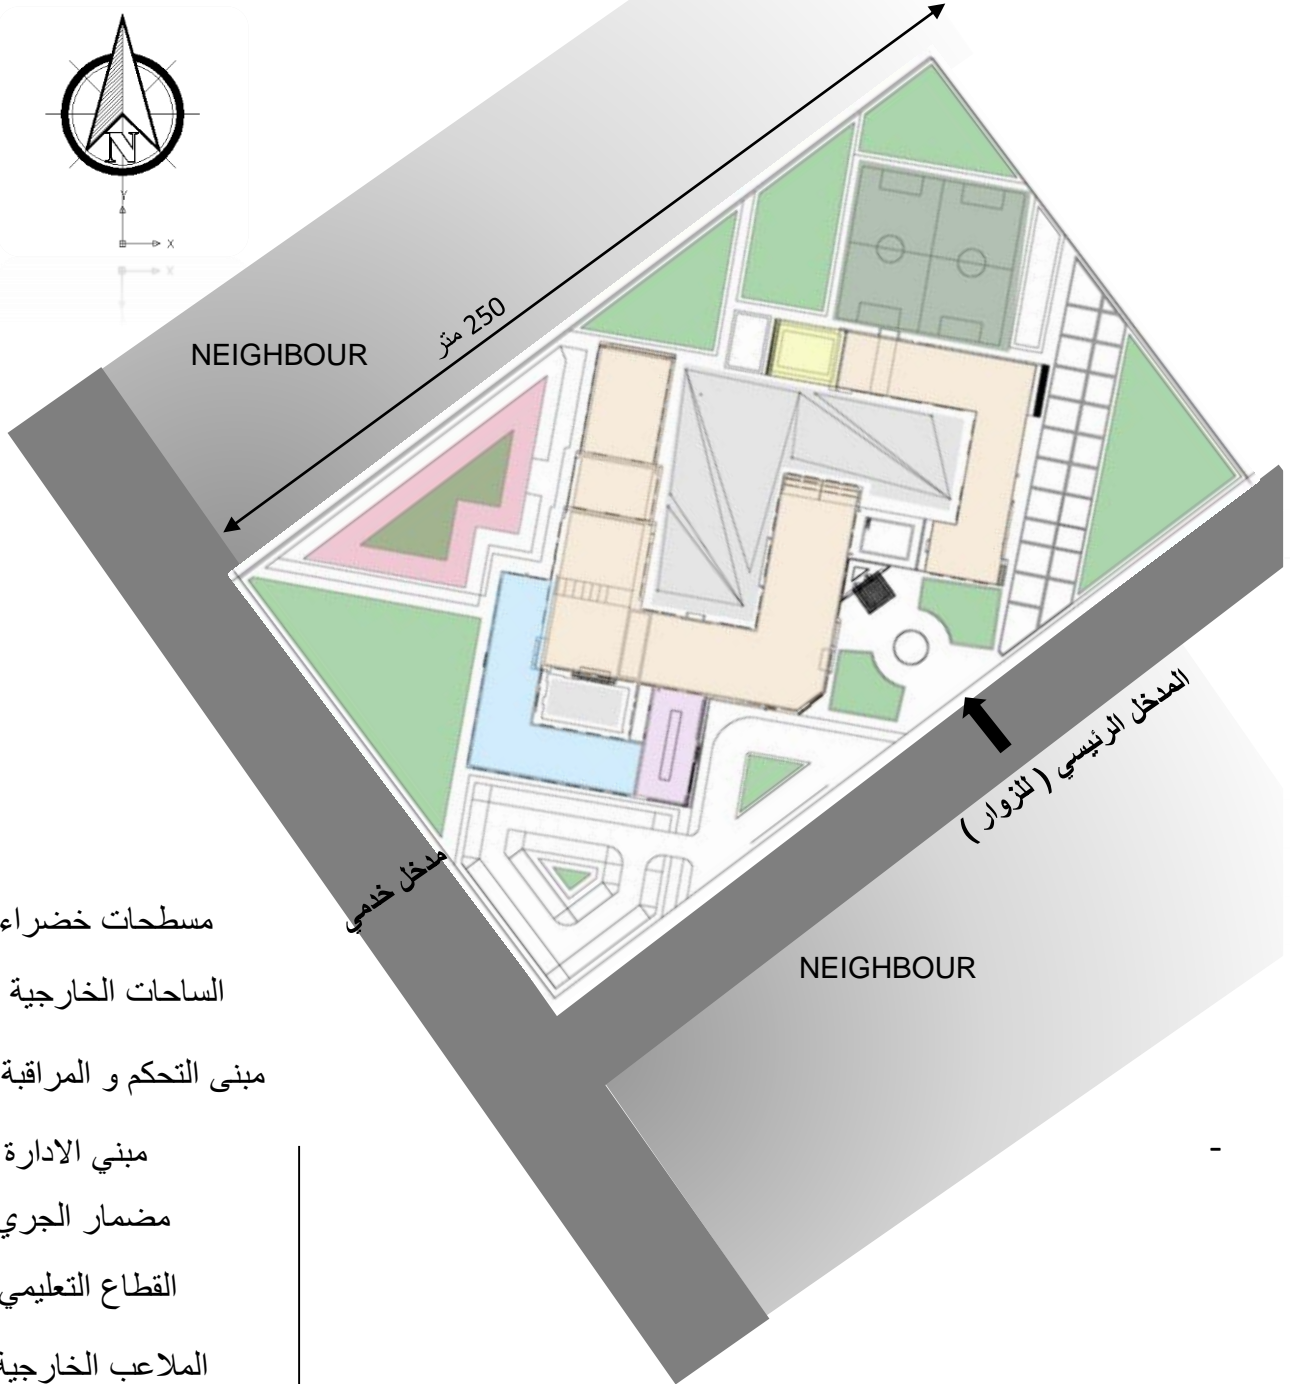 N
Y
X
X
250 متر
NEIGHBOUR
المدخل الرئيسي ( للزوار )
مدخل خدمي
NEIGHBOUR
مسطحات خضراء
الساحات الخارجية
مبنى التحكم و المراقبة
مبني الادارة
-
مضمار الجري
القطاع التعليمي
الملاعب الخارجية